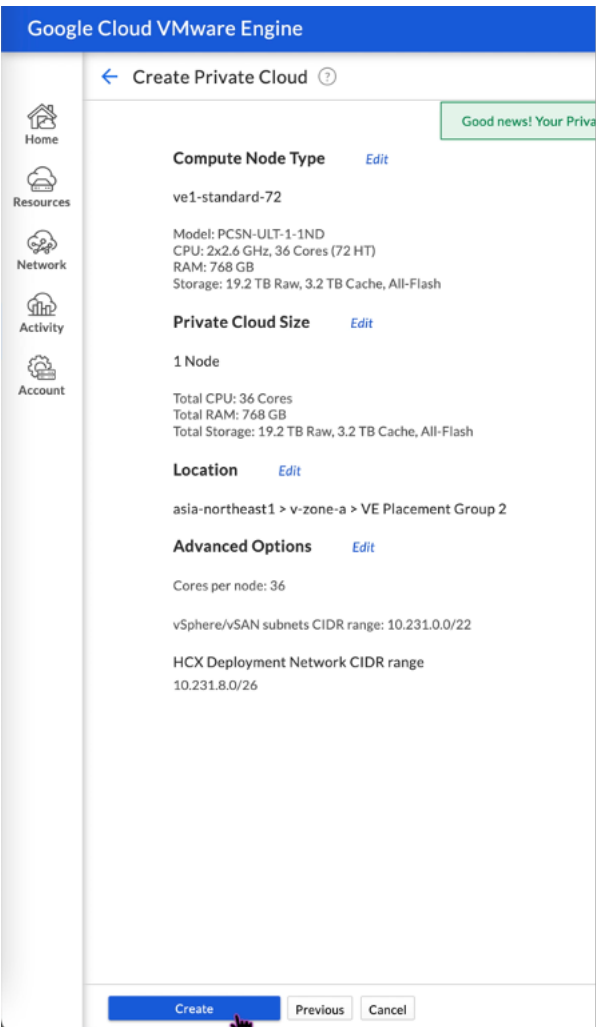 Google Cloud VMware Engine
Create Private Cloud ?
Good news! Your Priva
Home
Resources
Network
Activity
Account
Compute Node Type Edit
ve1-standard-72
Model: PCSN-ULT-1-1ND
CPU: 2x2.6 GHz, 36 Cores (72 HT)
RAM: 768 GB
Storage: 19.2 TB Raw, 3.2 TB Cache, All-Flash
Private Cloud Size Edit
1 Node
Total CPU: 36 Cores
Total RAM: 768 GB
Total Storage: 19.2 TB Raw, 3.2 TB Cache, All-Flash
Location Edit
asia-northeast1 > v-zone-a > VE Placement Group 2
Advanced Options Edit
Cores per node: 36
vSphere/vSAN subnets CIDR range: 10.231.0.0/22
HCX Deployment Network CIDR range
10.231.8.0/26
Create Previous Cancel